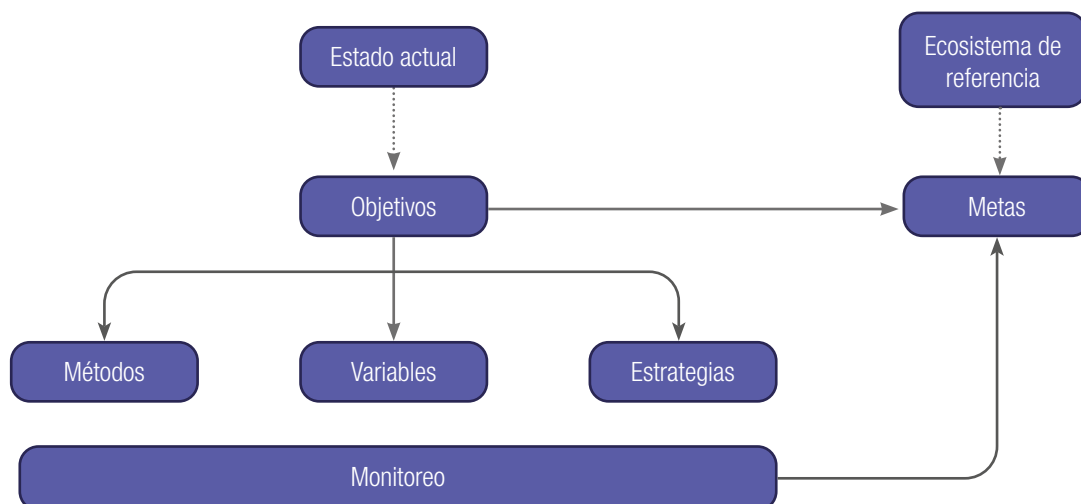 Estado actual
Ecosistema de
referencia
Objetivos
Metas
Métodos
Variables
Estrategias
Monitoreo